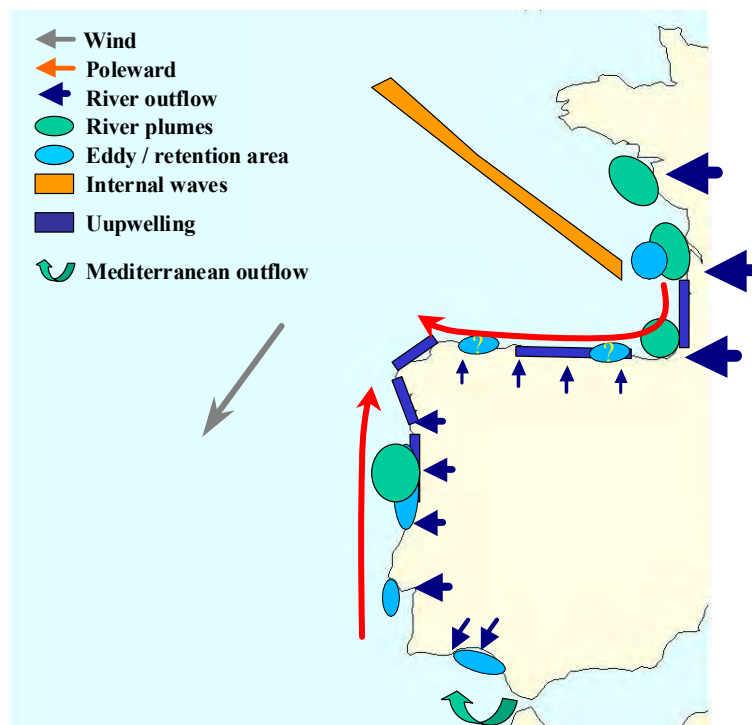 Wind
Poleward
River outflow
River plumes
Eddy / retention area
Internal waves
Uupwelling
Mediterranean outflow
? ?